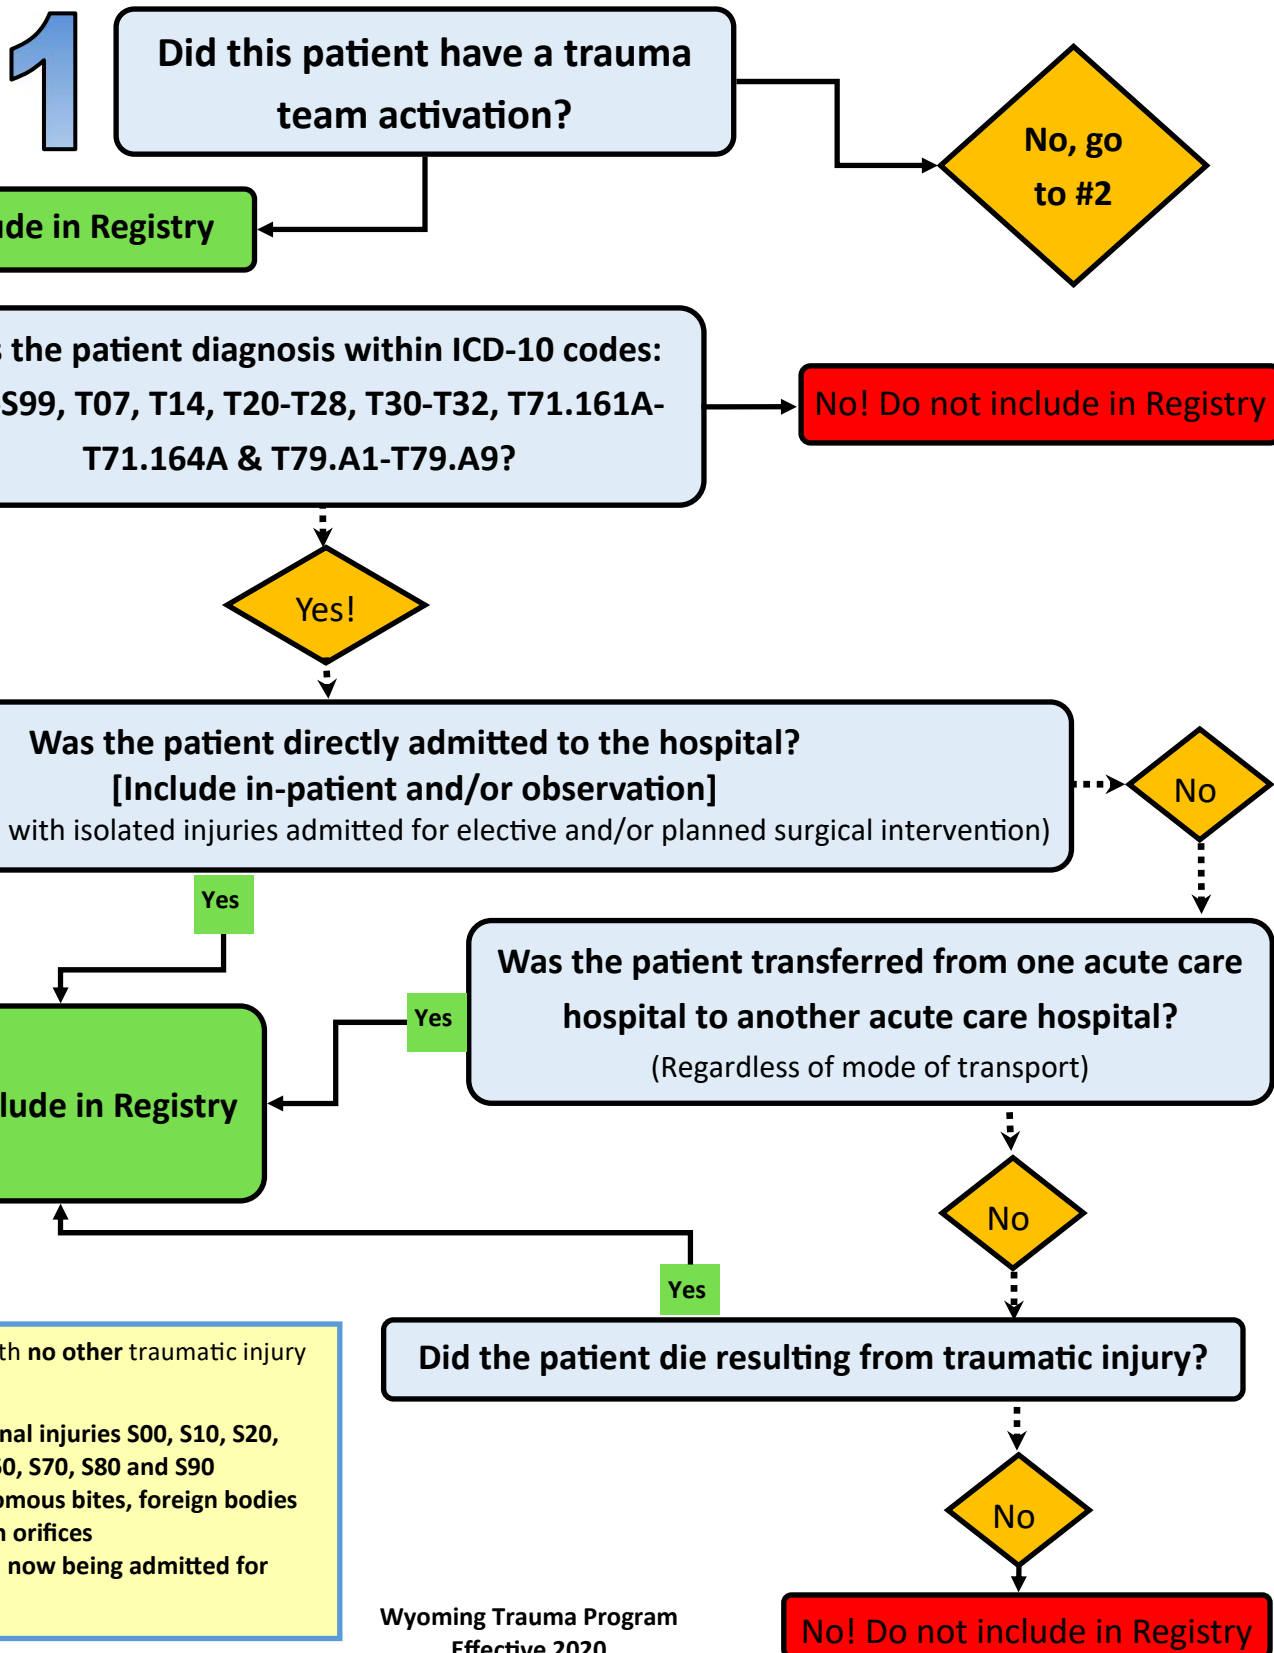 1
Did this patient have a trauma
team activation?
No, go
to #2
ude in Registry
s the patient diagnosis within ICD-10 codes:
S99, T07, T14, T20-T28, T30-T32, T71.161A-
T71.164A & T79.A1-T79.A9?
No! Do not include in Registry
Yes!
Was the patient directly admitted to the hospital?
[Include in-patient and/or observation]
with isolated injuries admitted for elective and/or planned surgical intervention)
No
Yes
Was the patient transferred from one acute care
hospital to another acute care hospital?
(Regardless of mode of transport)
Yes
lude in Registry
No
Yes
Did the patient die resulting from traumatic injury?
th no other traumatic injury
nal injuries S00, S10, S20,
60, S70, S80 and S90
omous bites, foreign bodies
n orifices
now being admitted for
No
No! Do not include in Registry
Wyoming Trauma Program
Effective 2020